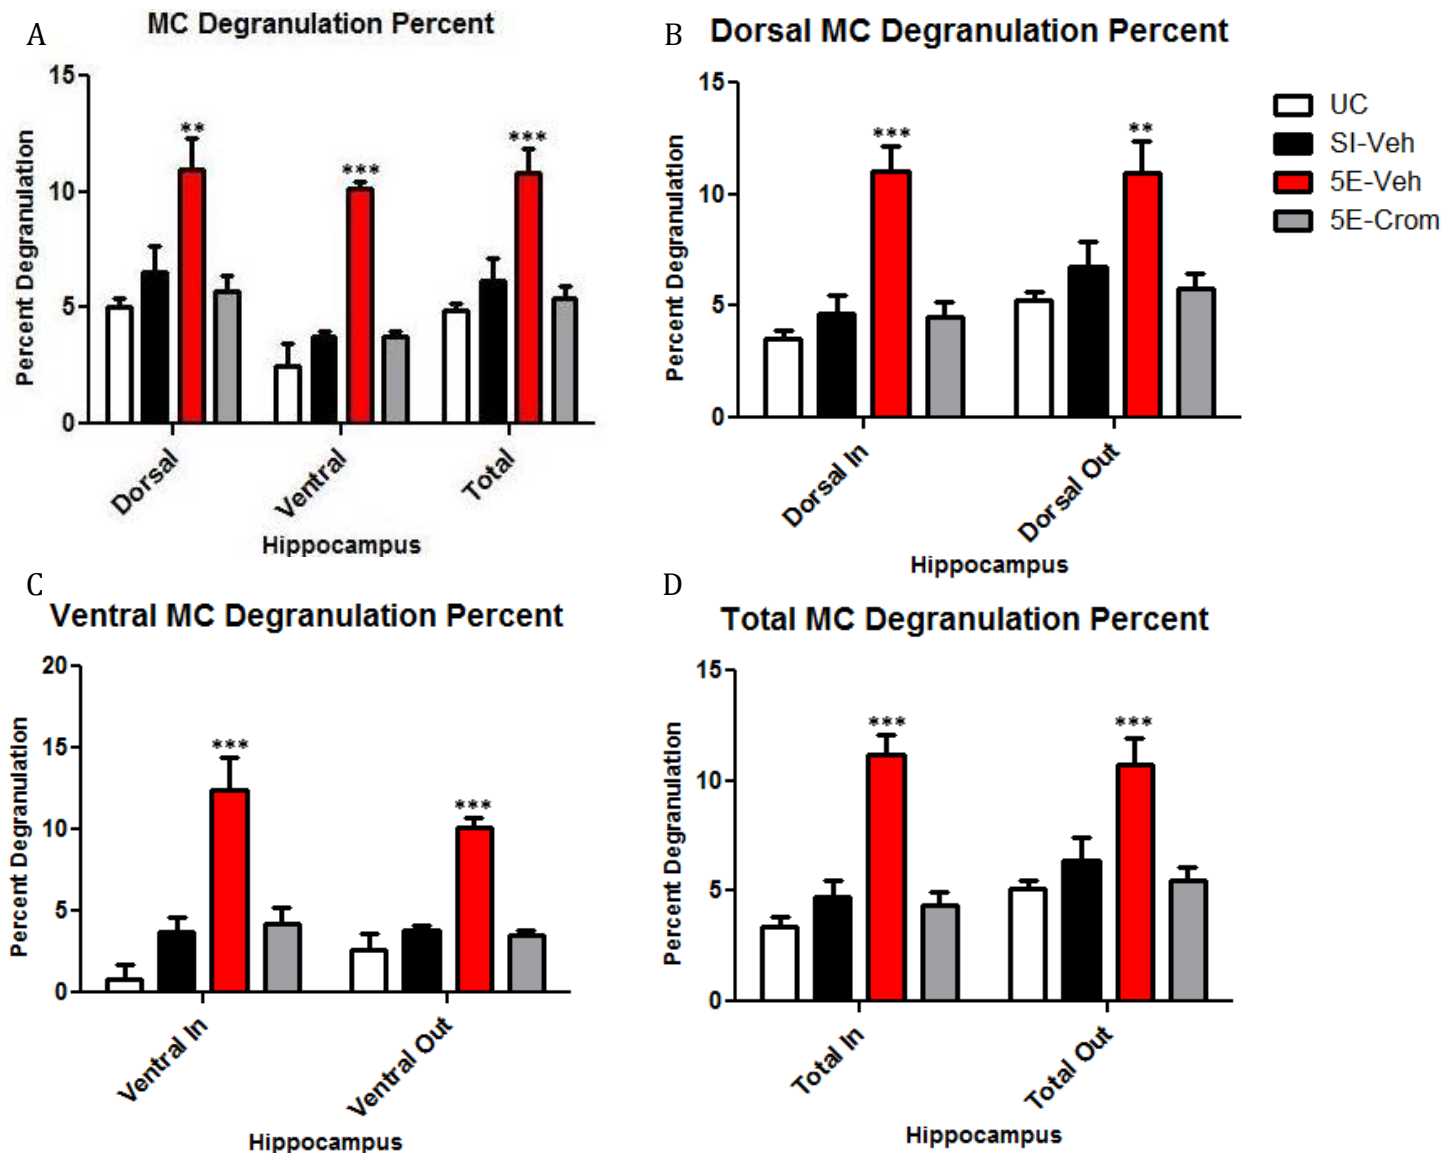 A
MC Degranulation Percent
15
10
5
0
Percent Degranulation
**
***
***
Dorsal
Ventral
Total
Hippocampus
B
Dorsal MC Degranulation Percent
15
10
5
0
Percent Degranulation
***
**
Dorsal In
Dorsal Out
Hippocampus
UC
SI-Veh
5E-Veh
5E-Crom
C
Ventral MC Degranulation Percent
20
15
10
5
0
Percent Degranulation
***
***
Ventral In
Ventral Out
Hippocampus
D
Total MC Degranulation Percent
15
10
5
0
Percent Degranulation
***
***
Total In
Total Out
Hippocampus